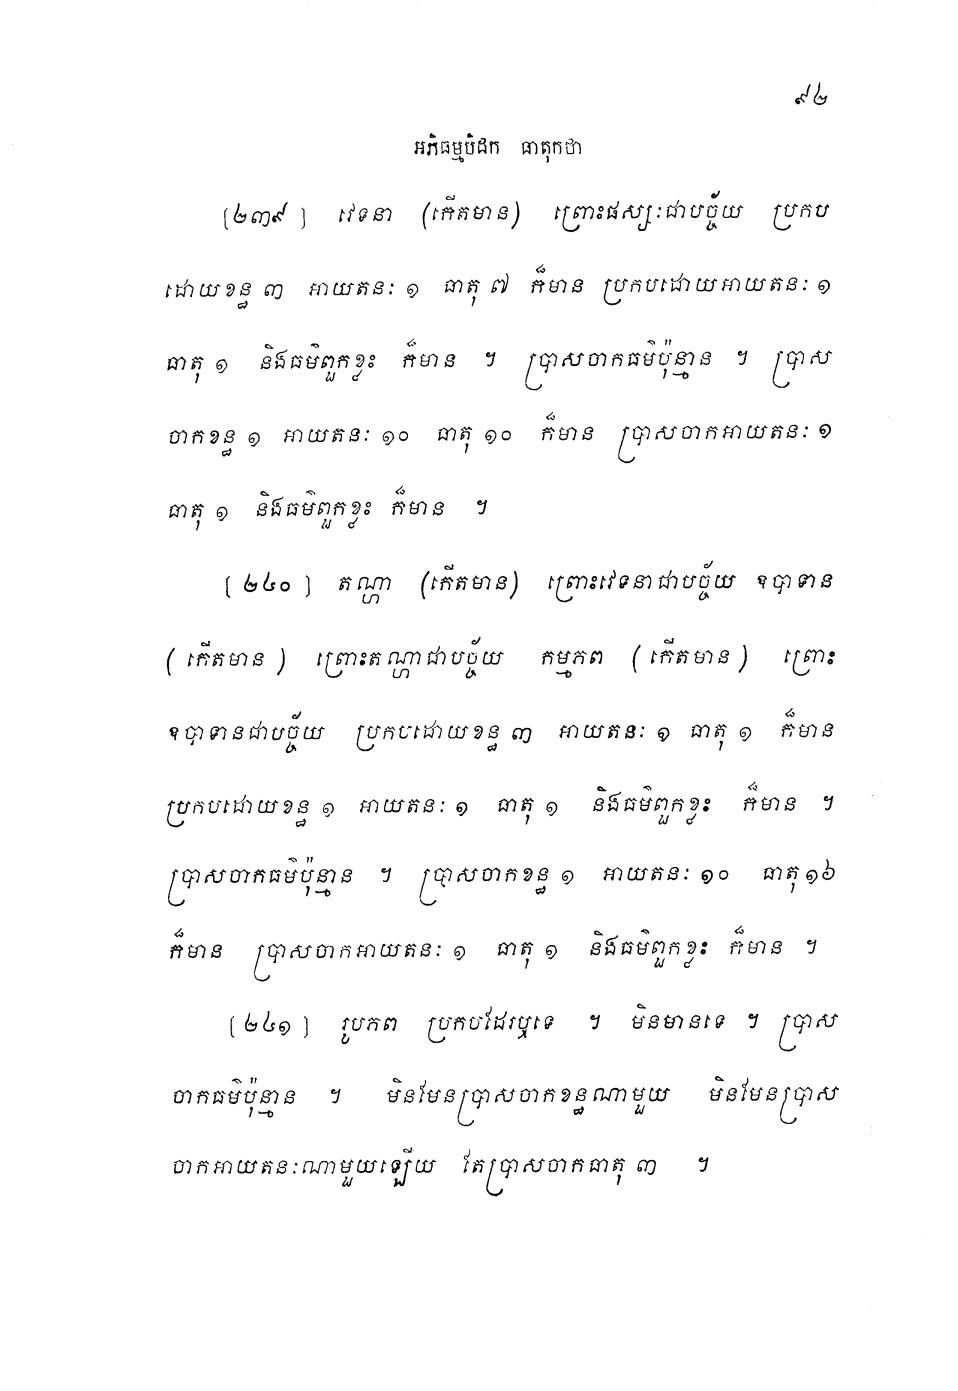 ៩៤
អភិធម្មបិដក ធាតុកថា
[២៣៩] វេទនា (កើតមាន) ព្រោះផស្សៈជាបច្ច័យ ប្រកប
ដោយខន្ធ ៣ អាយតនៈ ១ ធាតុ ៧ ក៏មាន ប្រកបដោយអាយតនៈ ១
ធាតុ ១ និងធម៌ពួកខ្លះ ក៏មាន ។ ប្រាសចាកធម៌ប៉ុន្មាន ។ ប្រាស
ចាកខន្ធ ១ អាយតនៈ ១០ ធាតុ ១០ ក៏មាន ប្រាសចាកអាយតនៈ ១
ធាតុ ១ និងធម៌ពួកខ្លះ ក៏មាន ។
[២៤០] តណ្ហា (កើតមាន) ព្រោះវេទនាជាបច្ច័យ ឧបាទាន
(កើតមាន) ព្រោះតណ្ហាជាបច្ច័យ កម្មភព (កើតមាន) ព្រោះ
ឧបាទានជាបច្ច័យ ប្រកបដោយខន្ធ ៣ អាយតនៈ ១ ធាតុ ១ ក៏មាន
ប្រកបដោយខន្ធ ១ អាយតនៈ ១ ធាតុ ១ និងធម៌ពួកខ្លះ ក៏មាន ។
ប្រាសចាកធម៌ប៉ុន្មាន ។ ប្រាសចាកខន្ធ ១ អាយតនៈ ១០ ធាតុ ១៦
ក៏មាន ប្រាសចាកអាយតនៈ ១ ធាតុ ១ និងធម៌ពួកខ្លះ ក៏មាន ។
[២៤១] រូបភព ប្រកបដែរឬទេ ។ មិនមានទេ ។ ប្រាស
ចាកធម៌ប៉ុន្មាន ។ មិនមែនប្រាសចាកខន្ធណាមួយ មិនមែនប្រាស
ចាកអាយតនៈណាមួយឡើយ តែប្រាសចាកធាតុ ៣ ។